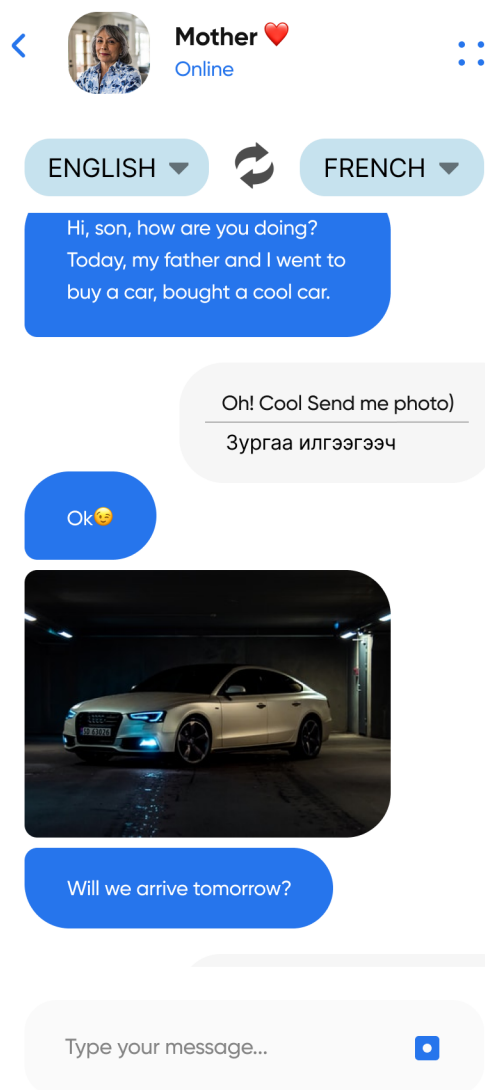 Mother ❤️
Online
ENGLISH
FRENCH
Hi, son, how are you doing?
Today, my father and I went to
buy a car, bought a cool car.
Oh! Cool Send me photo)
Зургаа илгээгээч
Ok😉
Will we arrive tomorrow?
Type your message...